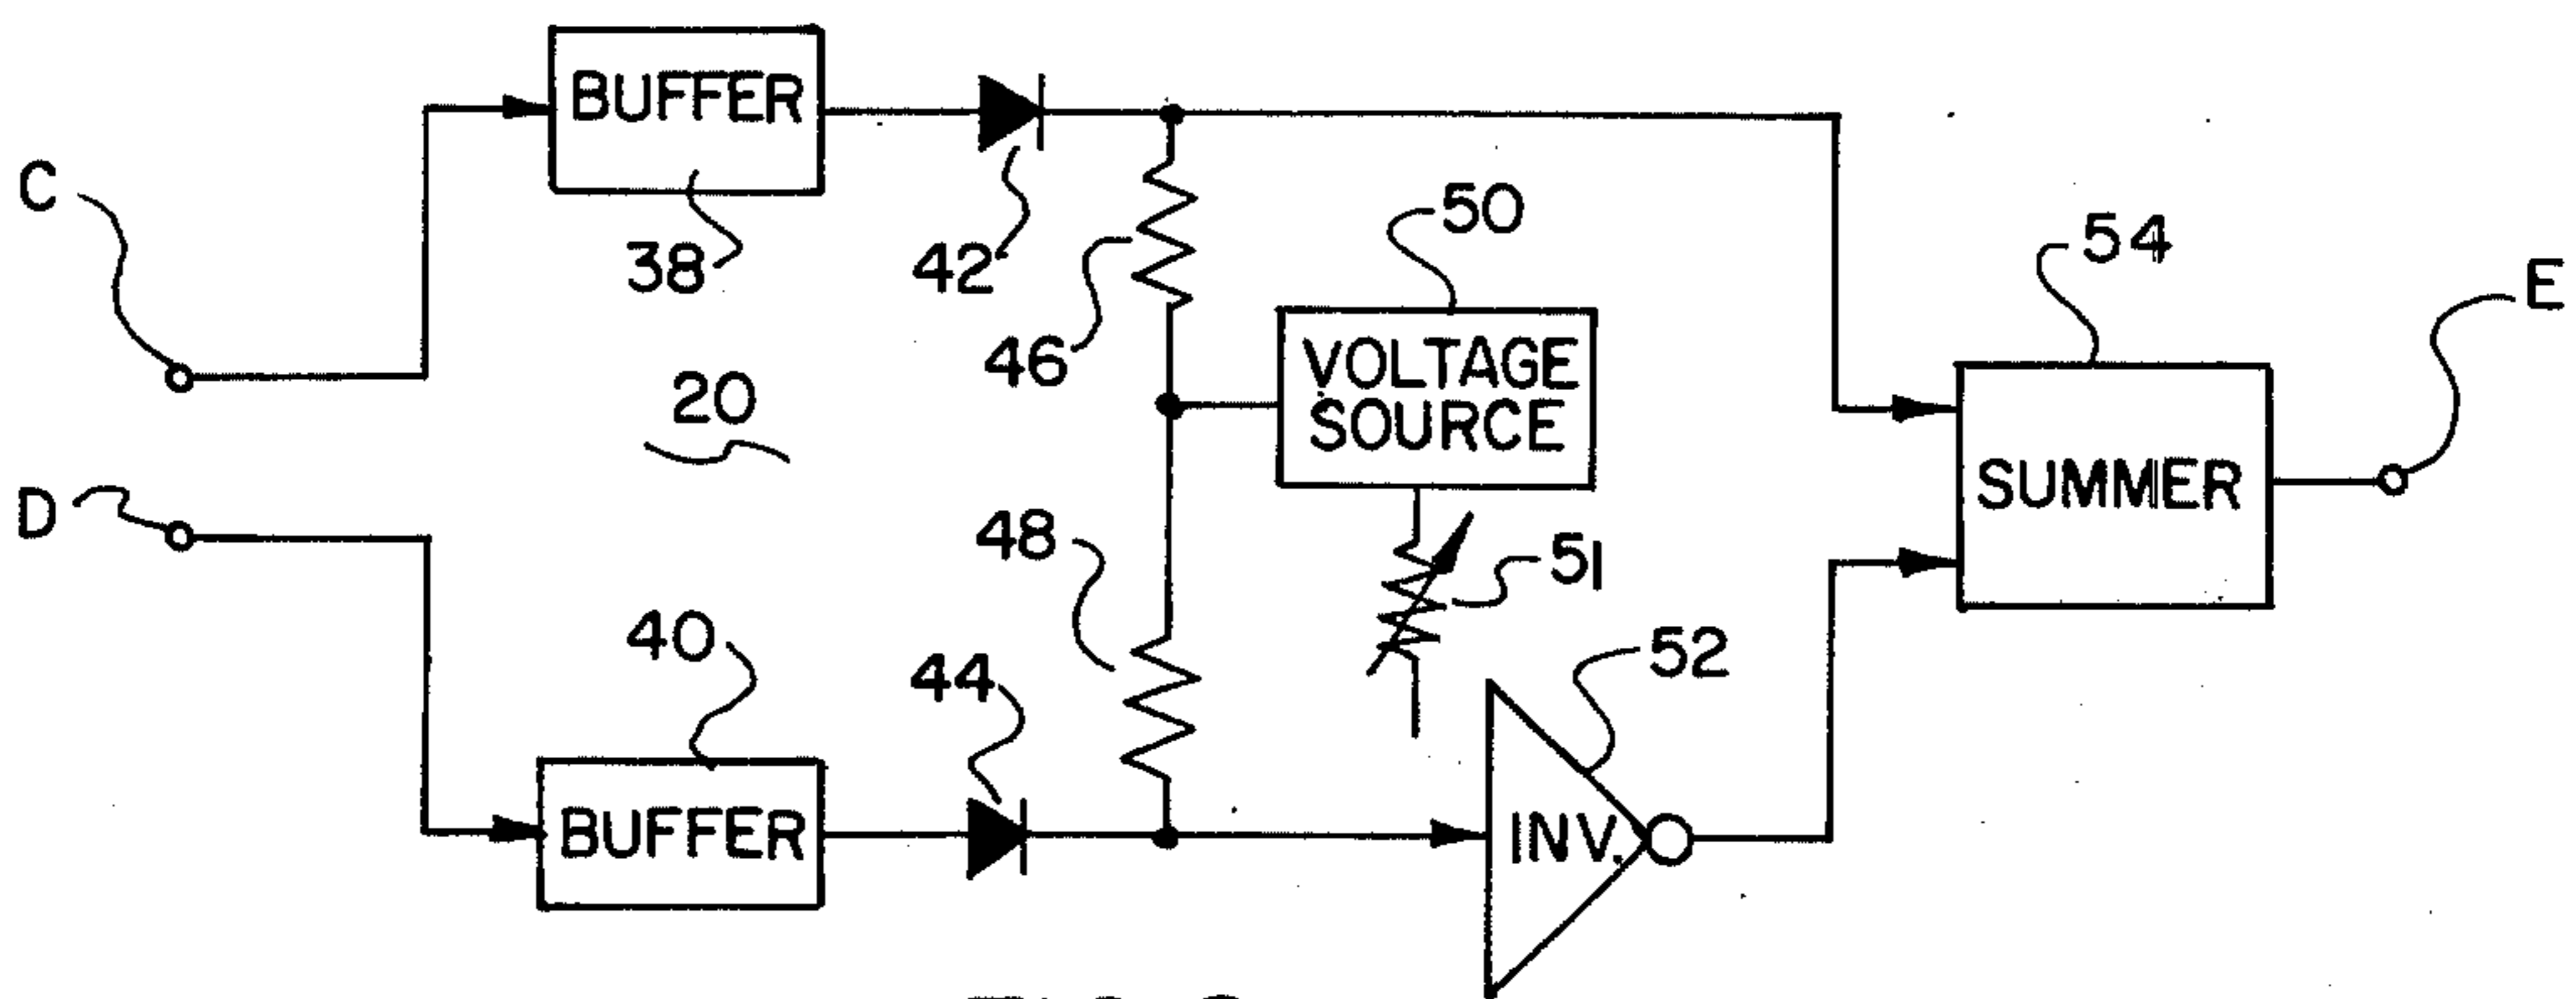 BUFFER
C
38
42
46
50
VOLTAGE
SOURCE
54
E
20
D
48
51
SUMMER
40
44
52
BUFFER
INV.